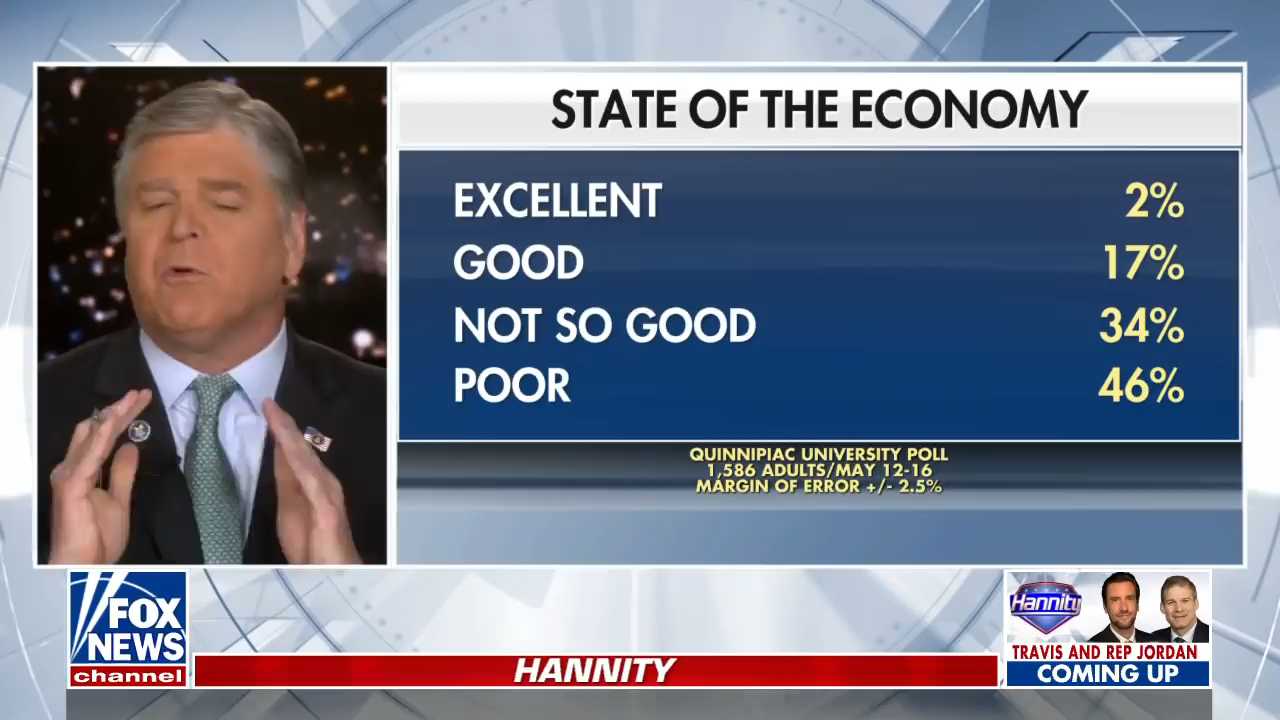 STATE OF THE ECONOMY
EXCELLENT 2%
GOOD 17%
NOT SO GOOD 34%
POOR 46%
QUINNIPIAC UNIVERSITY POLL
1,586 ADULTS/MAY 12-16
MARGIN OF ERROR +/- 2.5%
FOX
NEWS
channel
HANNITY
Hannity
TRAVIS AND REP JORDAN
COMING UP